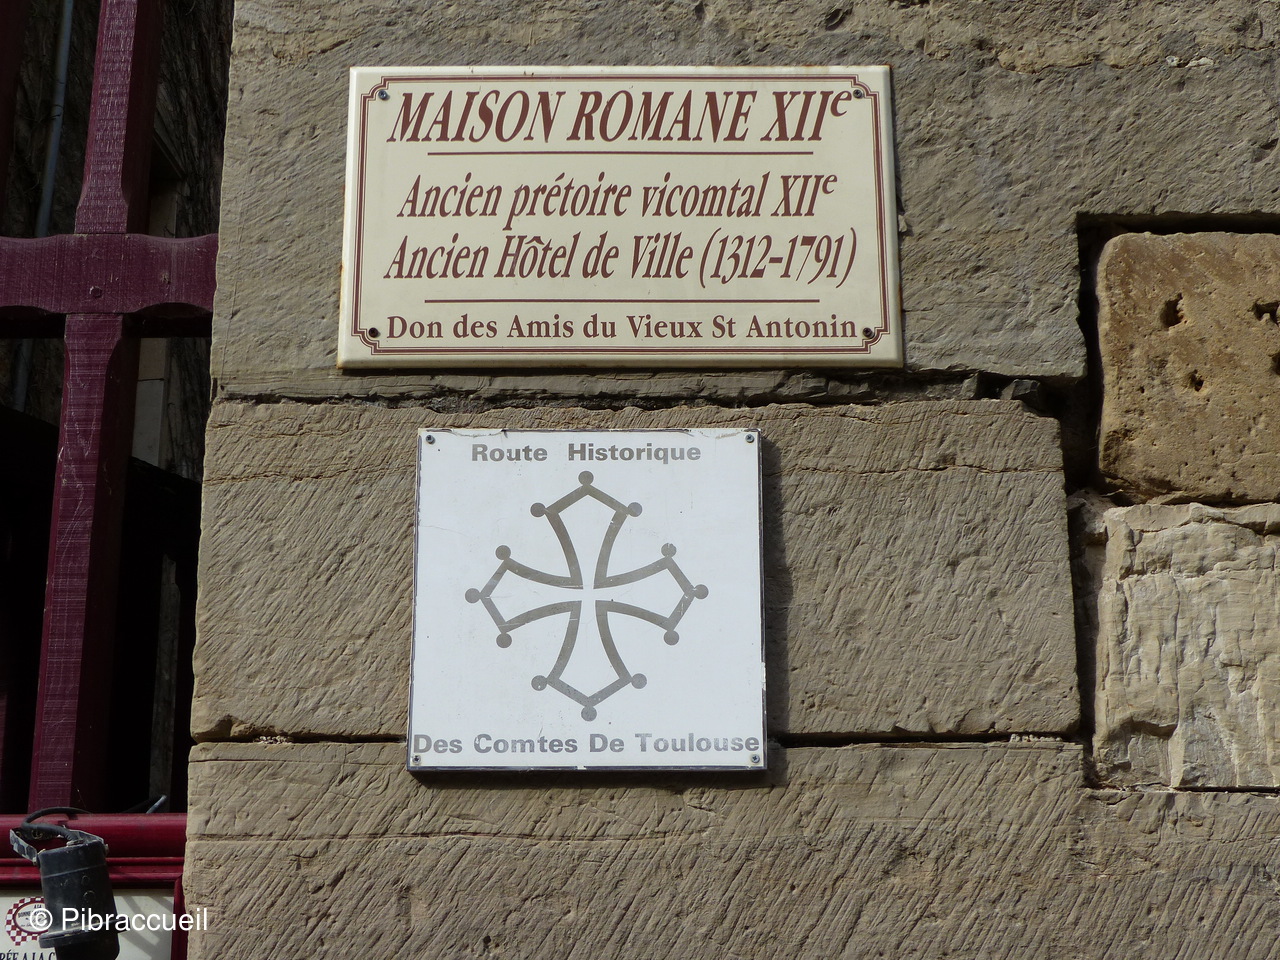 MAISON ROMANE XIIe
Ancien prétoire vicomtal XIIe
Ancien Hôtel de Ville (1312-1791)
Don des Amis du Vieux St Antonin
Route Historique
Des Comtes De Toulouse
© Pibraccueil